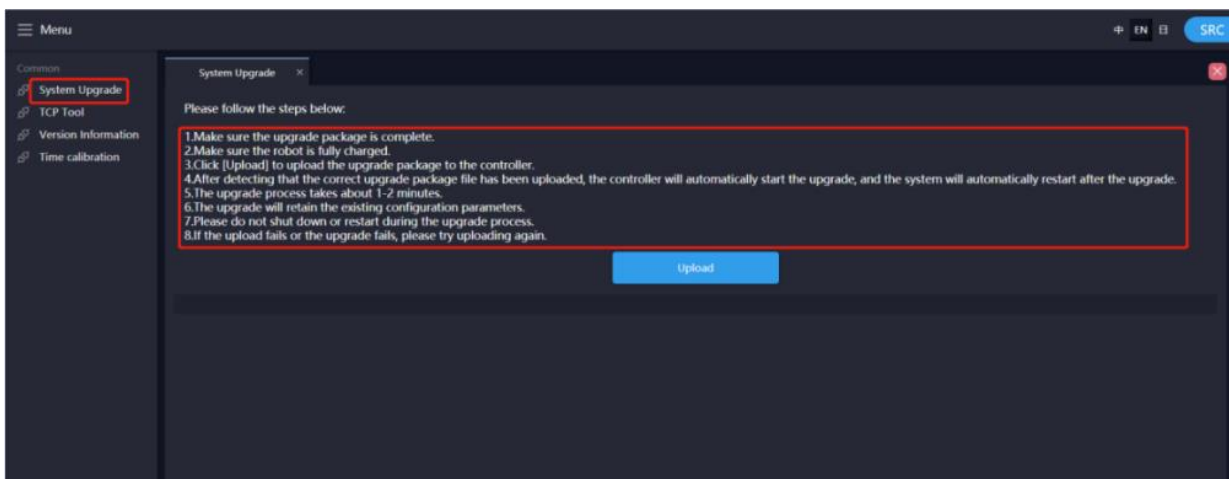 Menu
中 EN 日 SRC
Common
System Upgrade
TCP Tool
Version Information
Time calibration
System Upgrade ×
Please follow the steps below:
1.Make sure the upgrade package is complete.
2.Make sure the robot is fully charged.
3.Click [Upload] to upload the upgrade package to the controller.
4.After detecting that the correct upgrade package file has been uploaded, the controller will automatically start the upgrade, and the system will automatically restart after the upgrade.
5.The upgrade process takes about 1-2 minutes.
6.The upgrade will retain the existing configuration parameters.
7.Please do not shut down or restart during the upgrade process.
8.If the upload fails or the upgrade fails, please try uploading again.
Upload